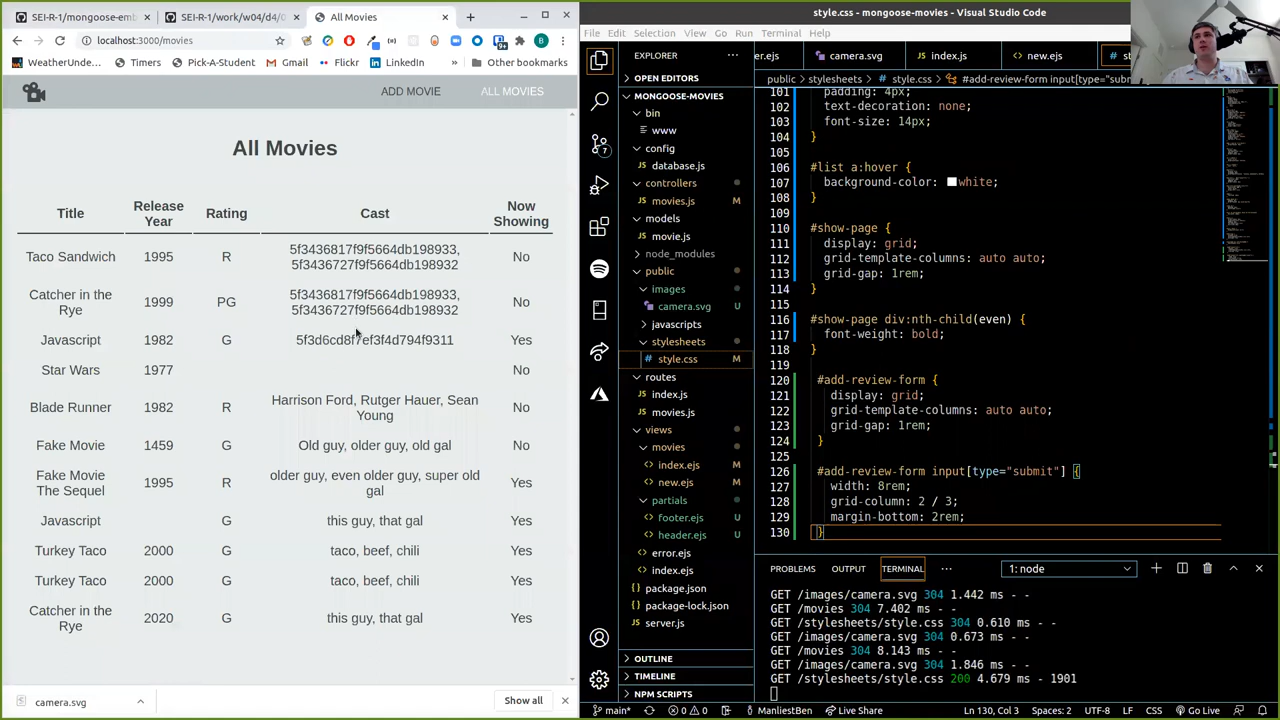 SEI-R-1/mongoose-emb
SEI-R-1/work/w04/d4/0
All Movies
localhost:3000/movies
WeatherUnde...
Timers
Pick-A-Student
Gmail
Flickr
LinkedIn
Other bookmarks
ADD MOVIE
ALL MOVIES
All Movies
Title
Release Year
Rating
Cast
Now Showing
Taco Sandwich 1995 R 5f3436817f9f5664db198933, 5f3436727f9f5664db198932 No
Catcher in the Rye 1999 PG 5f3436817f9f5664db198933, 5f3436727f9f5664db198932 No
Javascript 1982 G 5f3d6cd8f7ef3f4d794f9311 Yes
Star Wars 1977 No
Blade Runner 1982 R Harrison Ford, Rutger Hauer, Sean Young No
Fake Movie 1459 G Old guy, older guy, old gal No
Fake Movie The Sequel 1995 R older guy, even older guy, super old gal Yes
Javascript G this guy, that gal Yes
Turkey Taco 2000 G taco, beef, chili Yes
Turkey Taco 2000 G taco, beef, chili Yes
Catcher in the Rye 2020 G this guy, that gal Yes
camera.svg
Show all
style.css - mongoose-movies - Visual Studio Code
File Edit Selection View Go Run Terminal Help
EXPLORER
er.ejs
camera.svg
index.js
new.ejs
st
public > stylesheets > style.css > #add-review-form input[type="subm
OPEN EDITORS
MONGOOSE-MOVIES
bin
www
config
database.js
controllers
movies.js M
models
movie.js
node_modules
public
images
camera.svg U
javascripts
stylesheets
style.css M
routes
index.js
movies.js
views
movies
index.ejs M
new.ejs M
partials
footer.ejs U
header.ejs U
error.ejs
index.ejs
package.json
package-lock.json
server.js
OUTLINE
TIMELINE
NPM SCRIPTS
7
101 padding: 4px;
102 text-decoration: none;
103 font-size: 14px;
104 }
105
106 #list a:hover {
107 background-color: white;
108 }
109
110 #show-page {
111 display: grid;
112 grid-template-columns: auto auto;
113 grid-gap: 1rem;
114 }
115
116 #show-page div:nth-child(even) {
117 font-weight: bold;
118 }
119
120 #add-review-form {
121 display: grid;
122 grid-template-columns: auto auto;
123 grid-gap: 1rem;
124 }
125
126 #add-review-form input[type="submit"] {
127 width: 8rem;
128 grid-column: 2 / 3;
129 margin-bottom: 2rem;
130 }
PROBLEMS OUTPUT TERMINAL ... 1: node
GET /images/camera.svg 304 1.442 ms - -
GET /movies 304 7.402 ms - -
GET /stylesheets/style.css 304 0.610 ms - -
GET /images/camera.svg 304 0.673 ms - -
GET /movies 304 8.143 ms - -
GET /images/camera.svg 304 1.846 ms - -
GET /stylesheets/style.css 200 4.679 ms - 1901
main* 0 0 ManliestBen Live Share Ln 130, Col 3 Spaces: 2 UTF-8 LF CSS Go Live